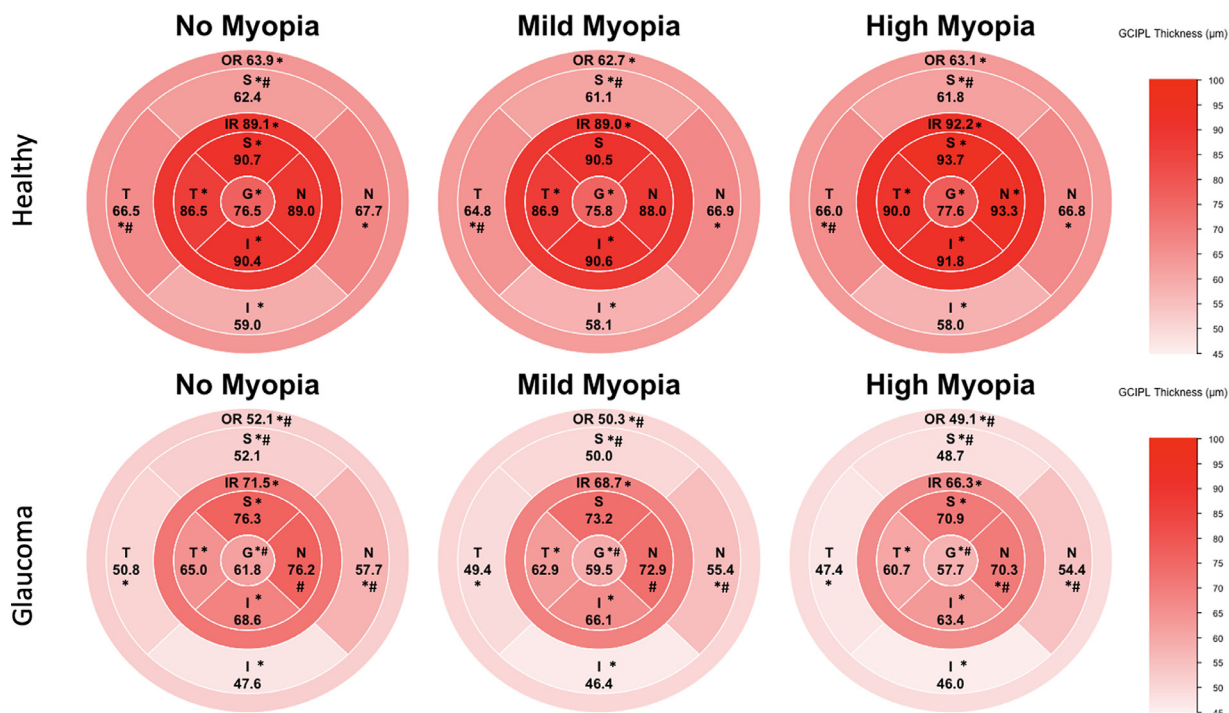 No Myopia
Mild Myopia
High Myopia
GCIPL Thickness (μm)
Healthy
OR 63.9 *
S *#
62.4
IR 89.1 *
S *
90.7
T
66.5
*#
T *
86.5
G *
76.5
N
89.0
N
67.7
*
I *
90.4
I *
59.0
OR 62.7 *
S *#
61.1
IR 89.0 *
S
90.5
T
64.8
*#
T *
86.9
G *
75.8
N
88.0
N
66.9
*
I *
90.6
I *
58.1
OR 63.1 *
S *#
61.8
IR 92.2 *
S *
93.7
T
66.0
*#
T *
90.0
G *
77.6
N *
93.3
N
66.8
*
I *
91.8
I *
58.0
100
95
90
85
80
75
70
65
60
55
50
45
No Myopia
Mild Myopia
High Myopia
GCIPL Thickness (μm)
Glaucoma
OR 52.1 *#
S *#
52.1
IR 71.5 *
S *
76.3
T
50.8
*
T *
65.0
G *#
61.8
N
76.2
#
N
57.7
*#
I *
68.6
I *
47.6
OR 50.3 *#
S *#
50.0
IR 68.7 *
S
73.2
T
49.4
*
T *
62.9
G *#
59.5
N
72.9
#
N
55.4
*#
I *
66.1
I *
46.4
OR 49.1 *#
S *#
48.7
IR 66.3 *
S *
70.9
T
47.4
*
T *
60.7
G *#
57.7
N
70.3
*#
N
54.4
*#
I *
63.4
I *
46.0
100
95
90
85
80
75
70
65
60
55
50
45